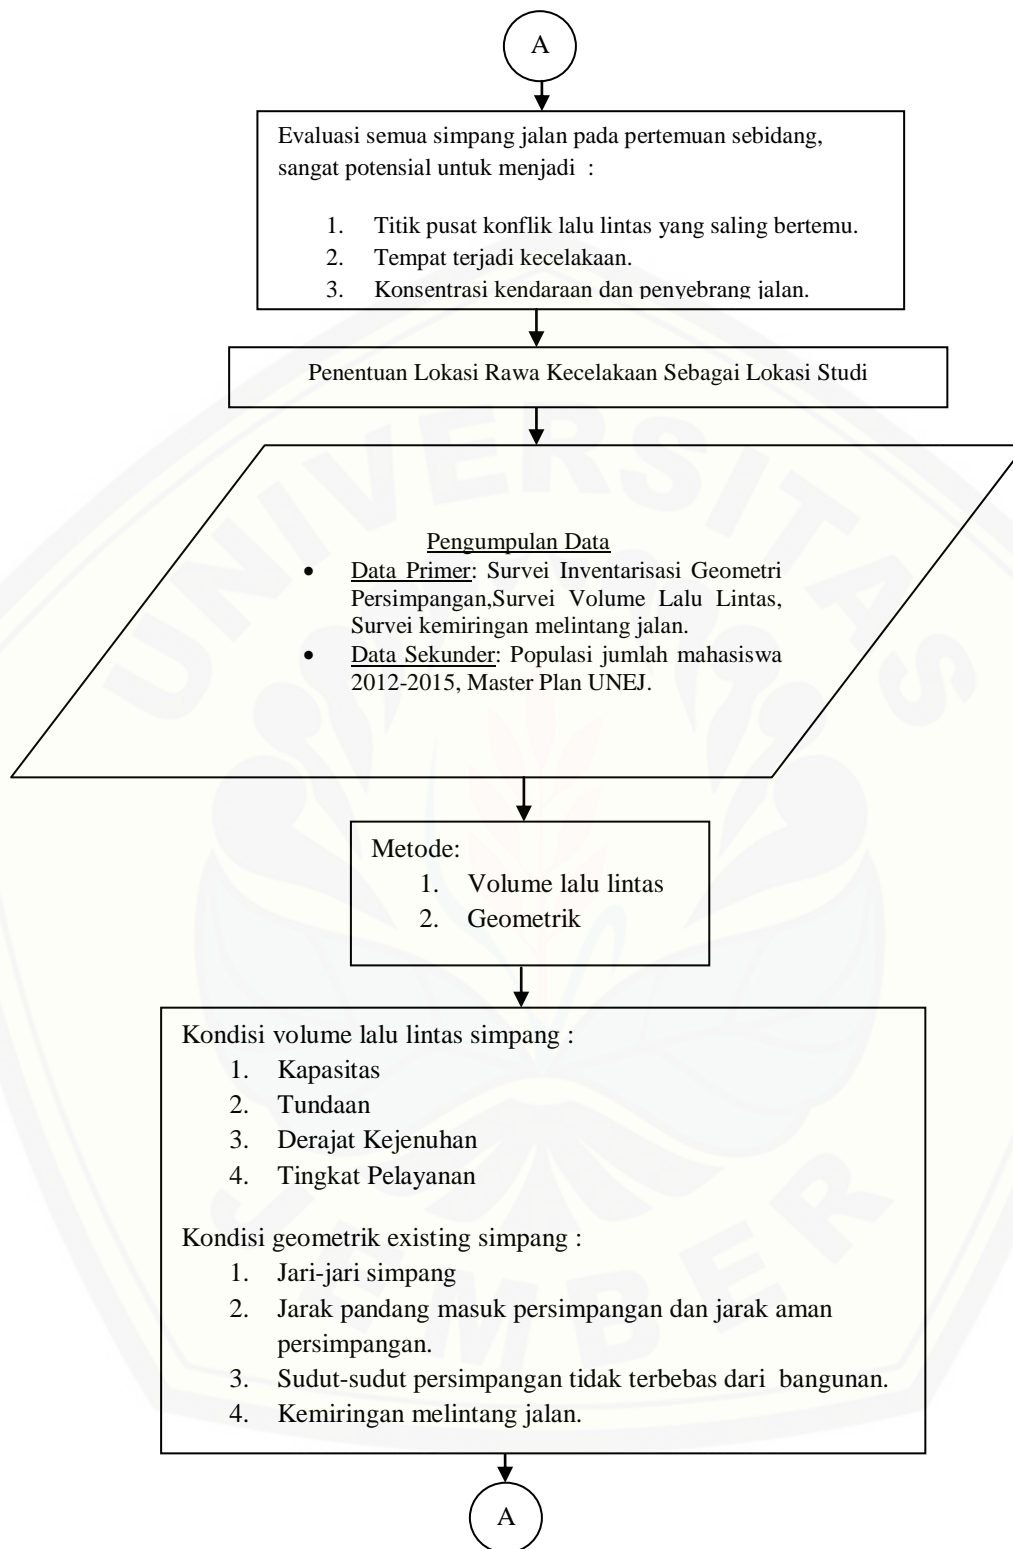 A
Evaluasi semua simpang jalan pada pertemuan sebidang,
sangat potensial untuk menjadi :
1. Titik pusat konflik lalu lintas yang saling bertemu.
2. Tempat terjadi kecelakaan.
3. Konsentrasi kendaraan dan penyebrang jalan.
Penentuan Lokasi Rawa Kecelakaan Sebagai Lokasi Studi
Pengumpulan Data
• Data Primer: Survei Inventarisasi Geometri
Persimpangan,Survei Volume Lalu Lintas,
Survei kemiringan melintang jalan.
• Data Sekunder: Populasi jumlah mahasiswa
2012-2015, Master Plan UNEJ.
Metode:
1. Volume lalu lintas
2. Geometrik
Kondisi volume lalu lintas simpang :
1. Kapasitas
2. Tundaan
3. Derajat Kejenuhan
4. Tingkat Pelayanan
Kondisi geometrik existing simpang :
1. Jari-jari simpang
2. Jarak pandang masuk persimpangan dan jarak aman
persimpangan.
3. Sudut-sudut persimpangan tidak terbebas dari bangunan.
4. Kemiringan melintang jalan.
A
UNIVERSITAS
JEMBER